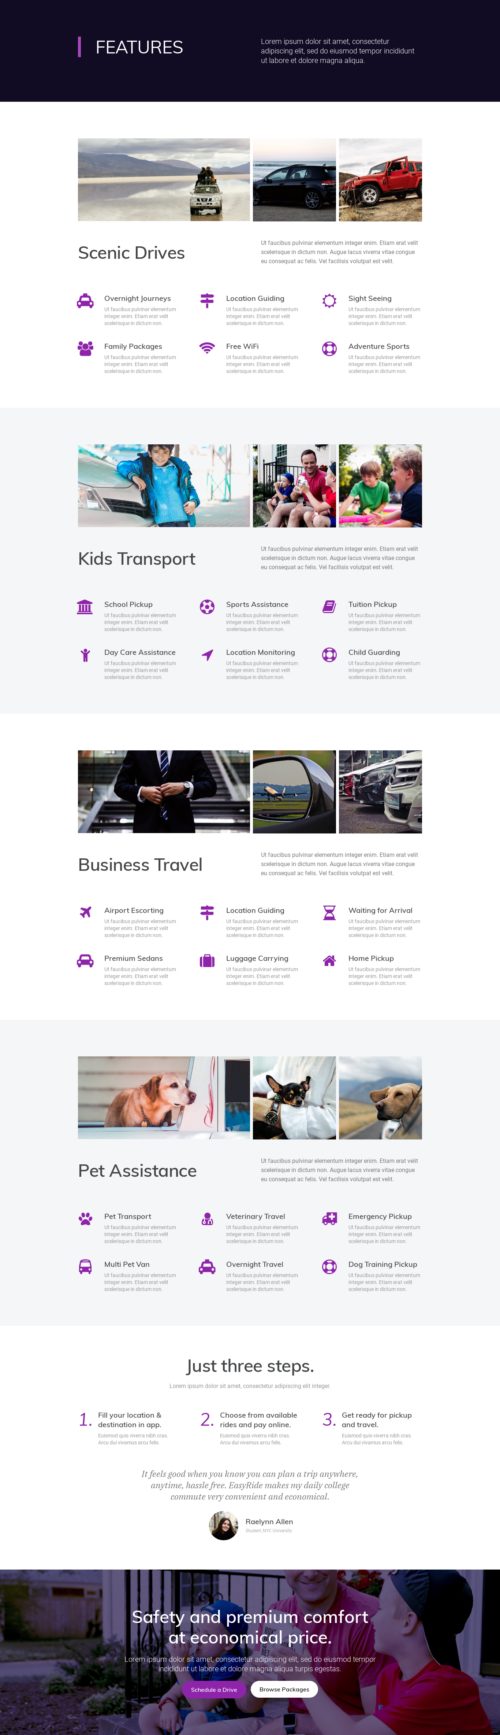 FEATURES
Lorem ipsum dolor sit amet, consectetur
adipiscing elit, sed do eiusmod tempor incididunt
ut labore et dolore magna aliqua.
Scenic Drives
Ut faucibus pulvinar elementum integer enim. Etiam erat velit
scelerisque in dictum non. Augue lacus viverra vitae congue
eu consequat ac felis. Vel facilisis volutpat est velit.
Overnight Journeys
Ut faucibus pulvinar elementum
integer enim. Etiam erat velit
scelerisque in dictum non.
Location Guiding
Ut faucibus pulvinar elementum
integer enim. Etiam erat velit
scelerisque in dictum non.
Sight Seeing
Ut faucibus pulvinar elementum
integer enim. Etiam erat velit
scelerisque in dictum non.
Family Packages
Ut faucibus pulvinar elementum
integer enim. Etiam erat velit
scelerisque in dictum non.
Free WiFi
Ut faucibus pulvinar elementum
integer enim. Etiam erat velit
scelerisque in dictum non.
Adventure Sports
Ut faucibus pulvinar elementum
integer enim. Etiam erat velit
scelerisque in dictum non.
Kids Transport
Ut faucibus pulvinar elementum integer enim. Etiam erat velit
scelerisque in dictum non. Augue lacus viverra vitae congue
eu consequat ac felis. Vel facilisis volutpat est velit.
School Pickup
Ut faucibus pulvinar elementum
integer enim. Etiam erat velit
scelerisque in dictum non.
Sports Assistance
Ut faucibus pulvinar elementum
integer enim. Etiam erat velit
scelerisque in dictum non.
Tuition Pickup
Ut faucibus pulvinar elementum
integer enim. Etiam erat velit
scelerisque in dictum non.
Day Care Assistance
Ut faucibus pulvinar elementum
integer enim. Etiam erat velit
scelerisque in dictum non.
Location Monitoring
Ut faucibus pulvinar elementum
integer enim. Etiam erat velit
scelerisque in dictum non.
Child Guarding
Ut faucibus pulvinar elementum
integer enim. Etiam erat velit
scelerisque in dictum non.
Business Travel
Ut faucibus pulvinar elementum integer enim. Etiam erat velit
scelerisque in dictum non. Augue lacus viverra vitae congue
eu consequat ac felis. Vel facilisis volutpat est velit.
Airport Escorting
Ut faucibus pulvinar elementum
integer enim. Etiam erat velit
scelerisque in dictum non.
Location Guiding
Ut faucibus pulvinar elementum
integer enim. Etiam erat velit
scelerisque in dictum non.
Waiting for Arrival
Ut faucibus pulvinar elementum
integer enim. Etiam erat velit
scelerisque in dictum non.
Premium Sedans
Ut faucibus pulvinar elementum
integer enim. Etiam erat velit
scelerisque in dictum non.
Luggage Carrying
Ut faucibus pulvinar elementum
integer enim. Etiam erat velit
scelerisque in dictum non.
Home Pickup
Ut faucibus pulvinar elementum
integer enim. Etiam erat velit
scelerisque in dictum non.
Pet Assistance
Ut faucibus pulvinar elementum integer enim. Etiam erat velit
scelerisque in dictum non. Augue lacus viverra vitae congue
eu consequat ac felis. Vel facilisis volutpat est velit.
Pet Transport
Ut faucibus pulvinar elementum
integer enim. Etiam erat velit
scelerisque in dictum non.
Veterinary Travel
Ut faucibus pulvinar elementum
integer enim. Etiam erat velit
scelerisque in dictum non.
Emergency Pickup
Ut faucibus pulvinar elementum
integer enim. Etiam erat velit
scelerisque in dictum non.
Multi Pet Van
Ut faucibus pulvinar elementum
integer enim. Etiam erat velit
scelerisque in dictum non.
Overnight Travel
Ut faucibus pulvinar elementum
integer enim. Etiam erat velit
scelerisque in dictum non.
Dog Training Pickup
Ut faucibus pulvinar elementum
integer enim. Etiam erat velit
scelerisque in dictum non.
Just three steps.
Lorem ipsum dolor sit amet, consectetur adipiscing elit integer.
1. Fill your location &
destination in app.
Euismod quis viverra nibh cras.
Arcu dui vivamus arcu felis.
2. Choose from available
rides and pay online.
Euismod quis viverra nibh cras.
Arcu dui vivamus arcu felis.
3. Get ready for pickup
and travel.
Euismod quis viverra nibh cras.
Arcu dui vivamus arcu felis.
It feels good when you know you can plan a trip anywhere,
anytime, hassle free. EasyRide makes my daily college
commute very convenient and economical.
Raelynn Allen
Student, NYC University
Safety and premium comfort
at economical price.
Lorem ipsum dolor sit amet, consectetur adipiscing elit, sed do eiusmod tempor
incididunt ut labore et dolore magna aliqua turpis egestas.
Schedule a Drive
Browse Packages